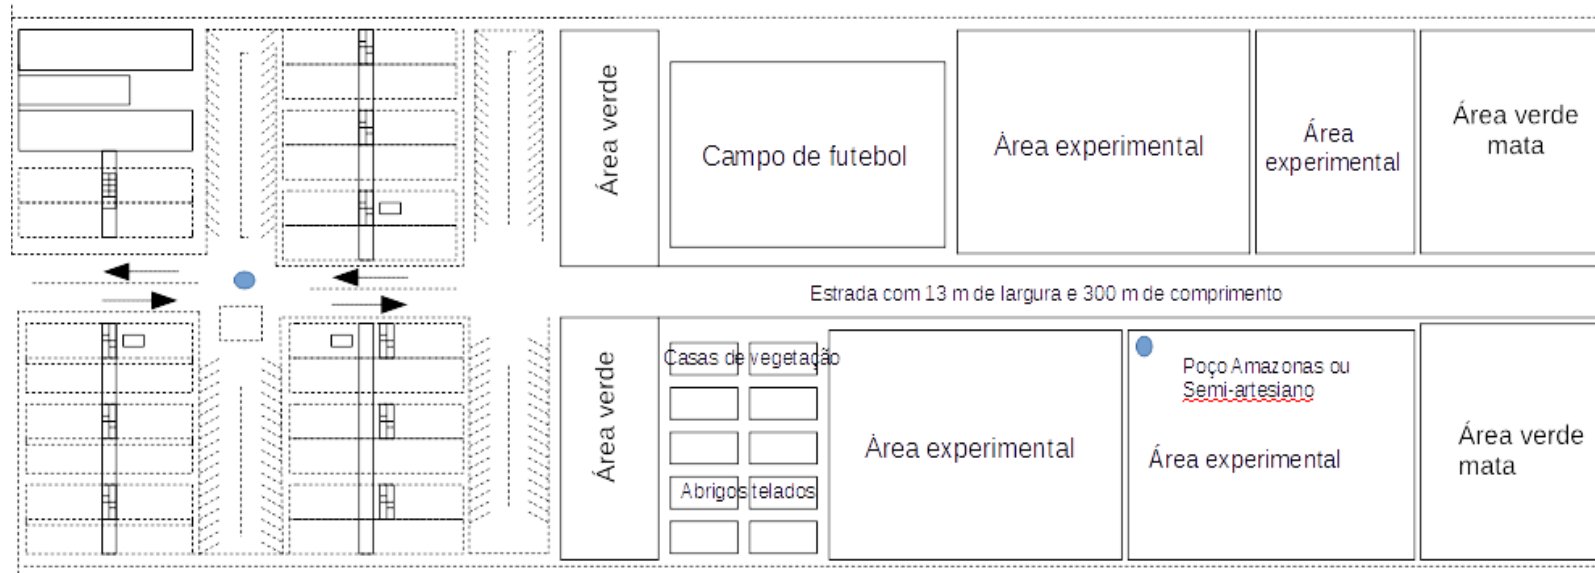 Área verde
Campo de futebol
Área experimental
Área
experimental
Área verde
mata
Estrada com 13 m de largura e 300 m de comprimento
Área verde
Casas de vegetação
Abrigos telados
Área experimental
Poço Amazonas ou
Semi-artesiano
Área experimental
Área verde
mata